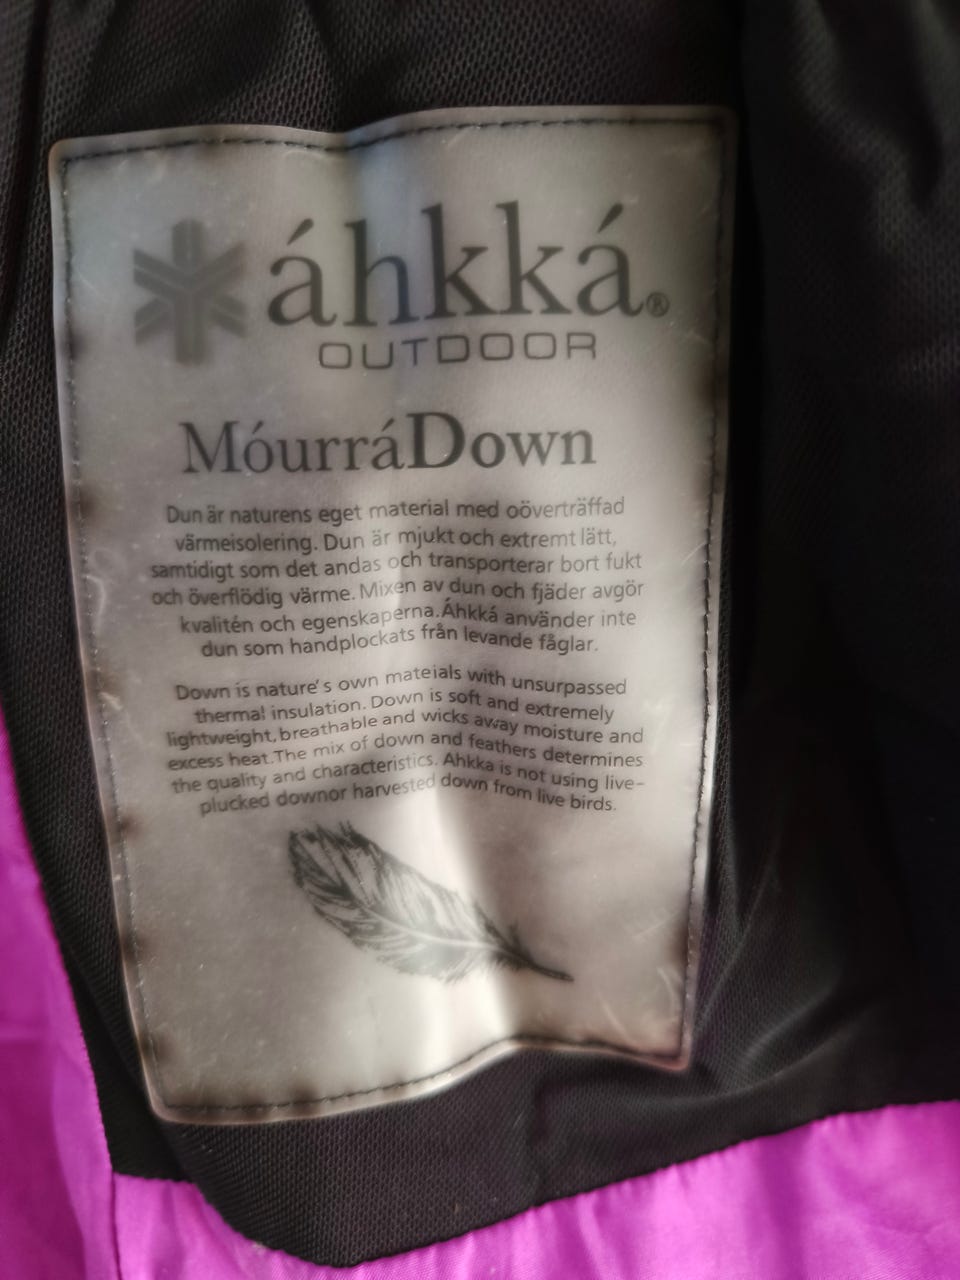 áhkká®
OUTDOOR
MóurráDown
Dun är naturens eget material med oöverträffad
värmeisolering. Dun är mjukt och extremt lätt,
samtidigt som det andas och transporterar bort fukt
och överflödig värme. Mixen av dun och fjäder avgör
kvalitén och egenskaperna.Áhkká använder inte
dun som handplockats från levande fåglar.
Down is nature's own mateials with unsurpassed
thermal insulation. Down is soft and extremely
lightweight, breathable and wicks away moisture and
excess heat.The mix of down and feathers determines
the quality and characteristics. Ahkka is not using live-
plucked downor harvested down from live birds.